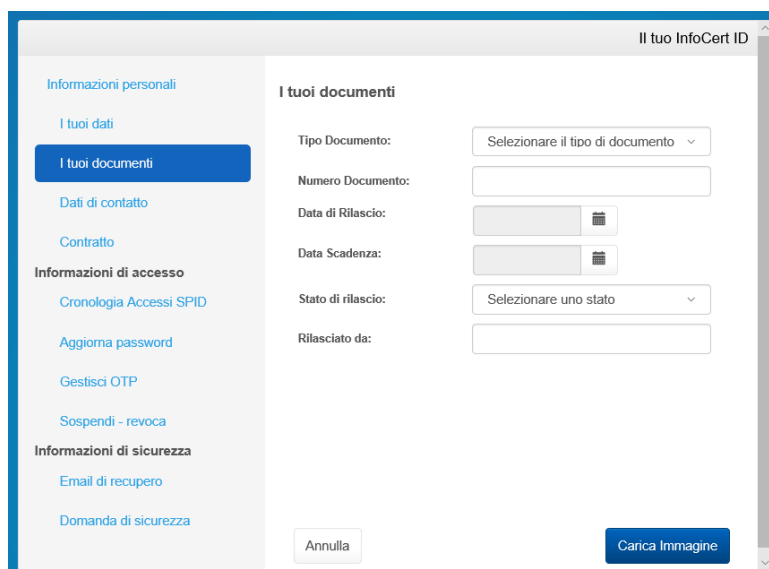 Il tuo InfoCert ID
Informazioni personali
I tuoi dati
I tuoi documenti
Dati di contatto
Contratto
Informazioni di accesso
Cronologia Accessi SPID
Aggiorna password
Gestisci OTP
Sospendi - revoca
Informazioni di sicurezza
Email di recupero
Domanda di sicurezza
I tuoi documenti
Tipo Documento: Selezionare il tipo di documento
Numero Documento:
Data di Rilascio:
Data Scadenza:
Stato di rilascio: Selezionare uno stato
Rilasciato da:
Annulla Carica Immagine